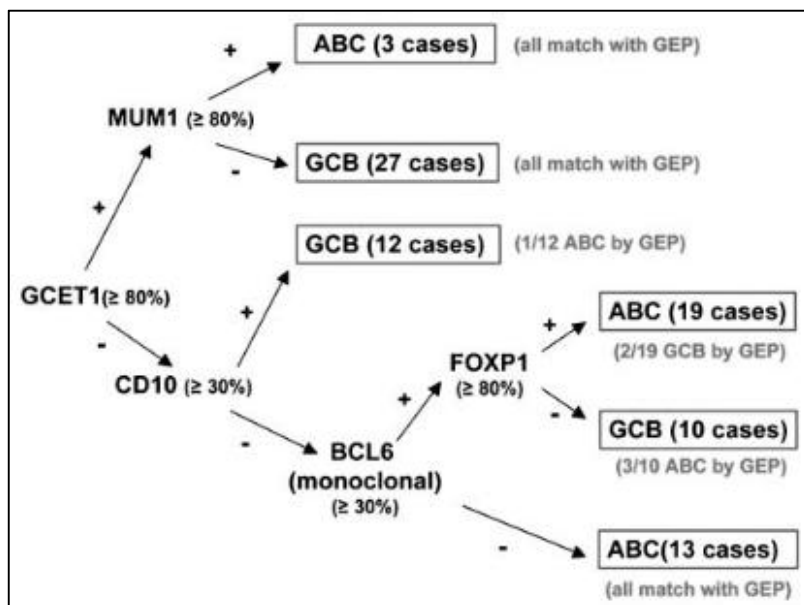 +
ABC (3 cases) (all match with GEP)
MUM1 (≥ 80%)
-
GCB (27 cases) (all match with GEP)
+
GCB (12 cases) (1/12 ABC by GEP)
GCET1 (≥ 80%)
+
-
CD10 (≥ 30%)
-
BCL6
(monoclonal)
(≥ 30%)
+
FOXP1
(≥ 80%)
+
ABC (19 cases)
(2/19 GCB by GEP)
-
GCB (10 cases)
(3/10 ABC by GEP)
-
ABC(13 cases)
(all match with GEP)